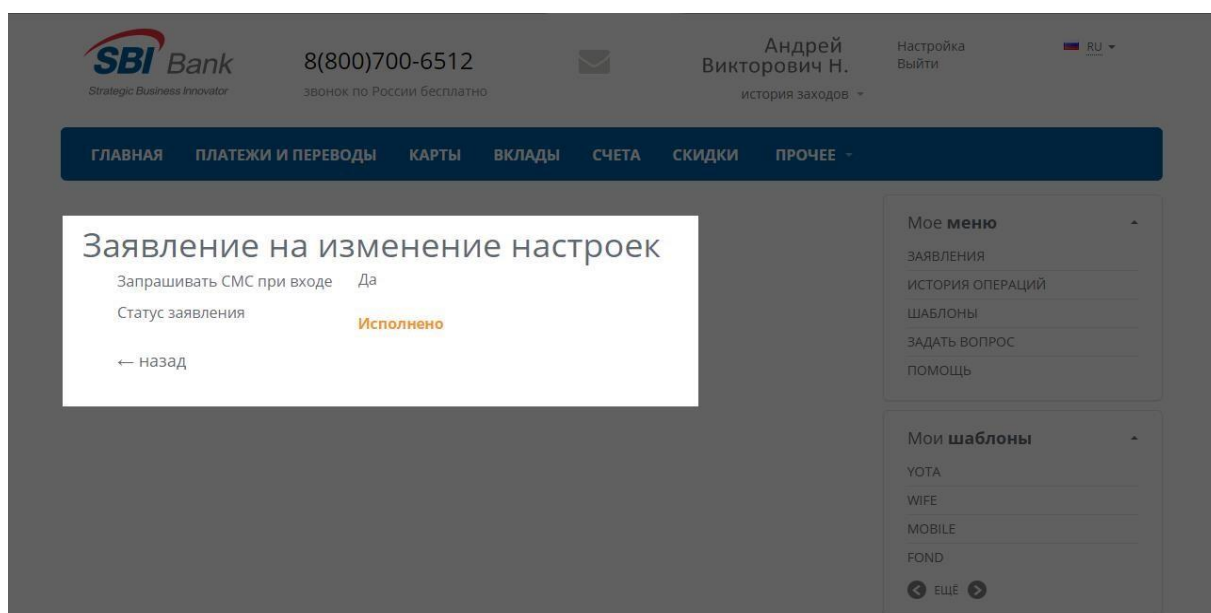 SBI Bank
Strategic Business Innovator
8(800)700-6512
звонок по России бесплатно
Андрей
Викторович Н.
история заходов
Настройка
Выйти
RU
ГЛАВНАЯ ПЛАТЕЖИ И ПЕРЕВОДЫ КАРТЫ ВКЛАДЫ СЧЕТА СКИДКИ ПРОЧЕЕ
Заявление на изменение настроек
Запрашивать СМС при входе Да
Статус заявления Исполнено
← назад
Мое меню
ЗАЯВЛЕНИЯ
ИСТОРИЯ ОПЕРАЦИЙ
ШАБЛОНЫ
ЗАДАТЬ ВОПРОС
ПОМОЩЬ
Мои шаблоны
YOTA
WIFE
MOBILE
FOND
ЕЩЁ